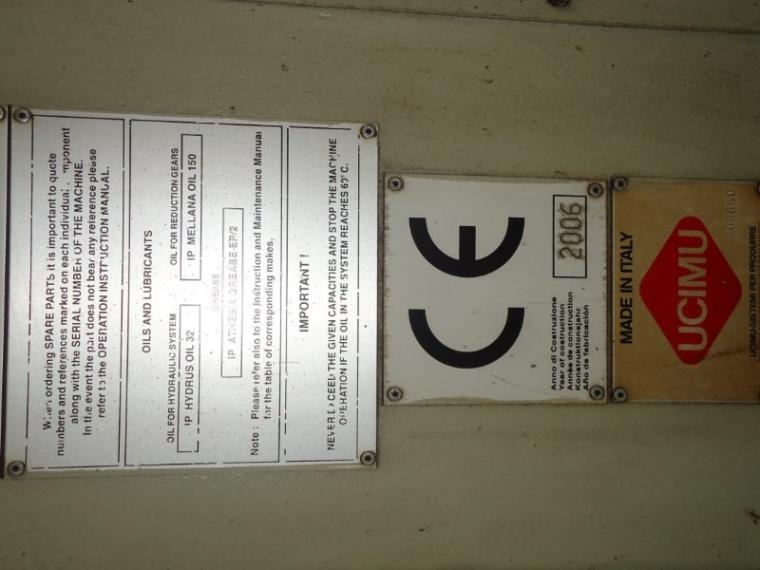 When ordering SPARE PARTS it is important to quote
numbers and references marked on each individual component
along with the SERIAL NUMBER OF THE MACHINE.
In the event the part does not bear any reference please
refer to the OPERATION INSTRUCTION MANUAL.
OILS AND LUBRICANTS
OIL FOR HYDRAULIC SYSTEM
IP HYDRUS OIL 32
OIL FOR REDUCTION GEARS
IP MELLANA OIL 150
GREASE
IP ATHESIA GREASE EP/2
Note : Please refer also to the Instruction and Maintenance Manual
for the table of corresponding makes.
IMPORTANT !
NEVER EXCEED THE GIVEN CAPACITIES AND STOP THE MACHINE
OPERATION IF THE OIL IN THE SYSTEM REACHES °C.
CE
Anno di Costruzione
Year of costruction
Année de construction
Konstruktionsjahr
Año de fabricación
2006
MADE IN ITALY
UCIMU
UCIMU-SISTEMI PER PRODURRE